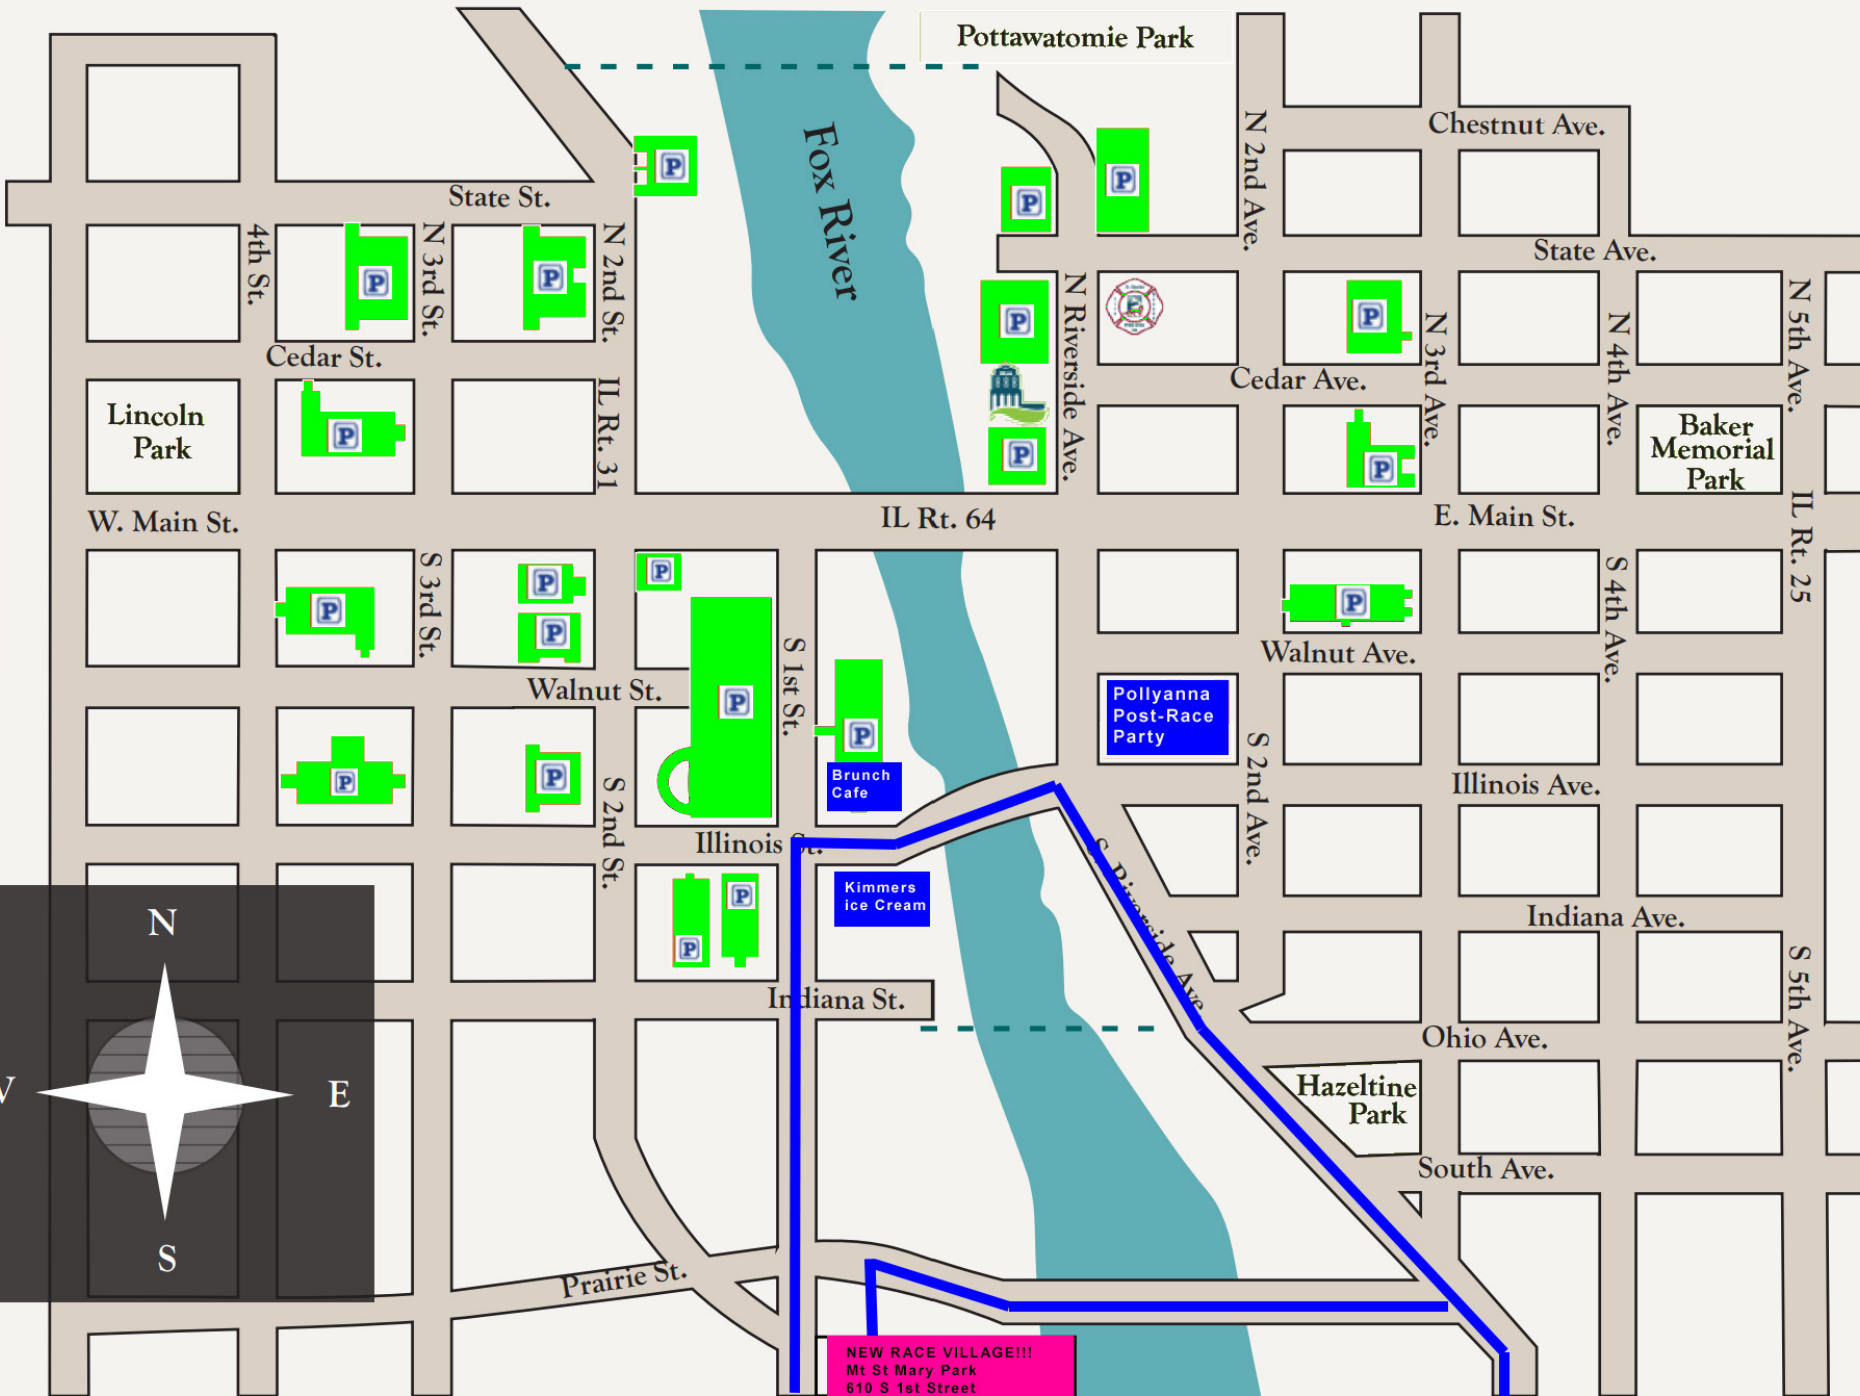 Pottawatomie Park
Fox River
Chestnut Ave.
N 2nd Ave.
State St.
State Ave.
4th St.
N 3rd St.
N 2nd St.
N Riverside Ave.
N 3rd Ave.
N 4th Ave.
N 5th Ave.
P
P
P
P
P
P
P
Cedar St.
Cedar Ave.
IL Rt. 31
Lincoln
Park
P
P
P
Baker
Memorial
Park
W. Main St.
IL Rt. 64
E. Main St.
IL Rt. 25
S 3rd St.
S 4th Ave.
P
P
P
P
P
Walnut St.
Walnut Ave.
S 1st St.
P
P
Pollyanna
Post-Race
Party
S 2nd Ave.
P
P
S 2nd St.
Brunch
Cafe
Illinois Ave.
Illinois St.
S. Riverside Ave.
Kimmers
ice Cream
P
P
Indiana Ave.
N
Indiana St.
S 5th Ave.
Ohio Ave.
E
Hazeltine
Park
South Ave.
S
Prairie St.
NEW RACE VILLAGE!!!
Mt St Mary Park
610 S 1st Street